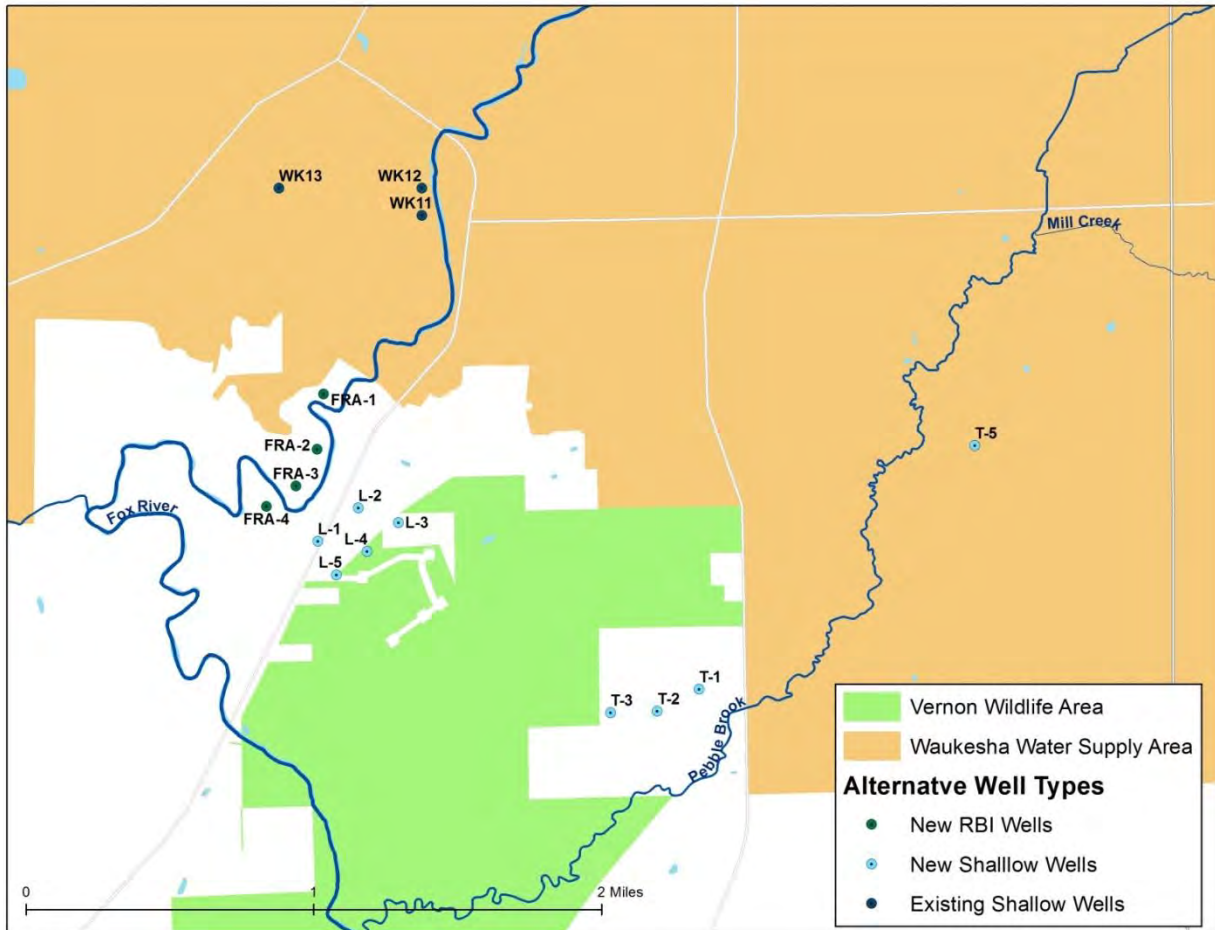 WK13
WK12
WK11
Mill Creek
FRA-1
FRA-2
FRA-3
FRA-4
Fox River
T-5
L-2
L-3
L-1
L-4
L-5
T-1
T-2
T-3
Pebble Brook
Vernon Wildlife Area
Waukesha Water Supply Area
Alternatve Well Types
New RBI Wells
New Shalllow Wells
Existing Shallow Wells
0 1 2 Miles